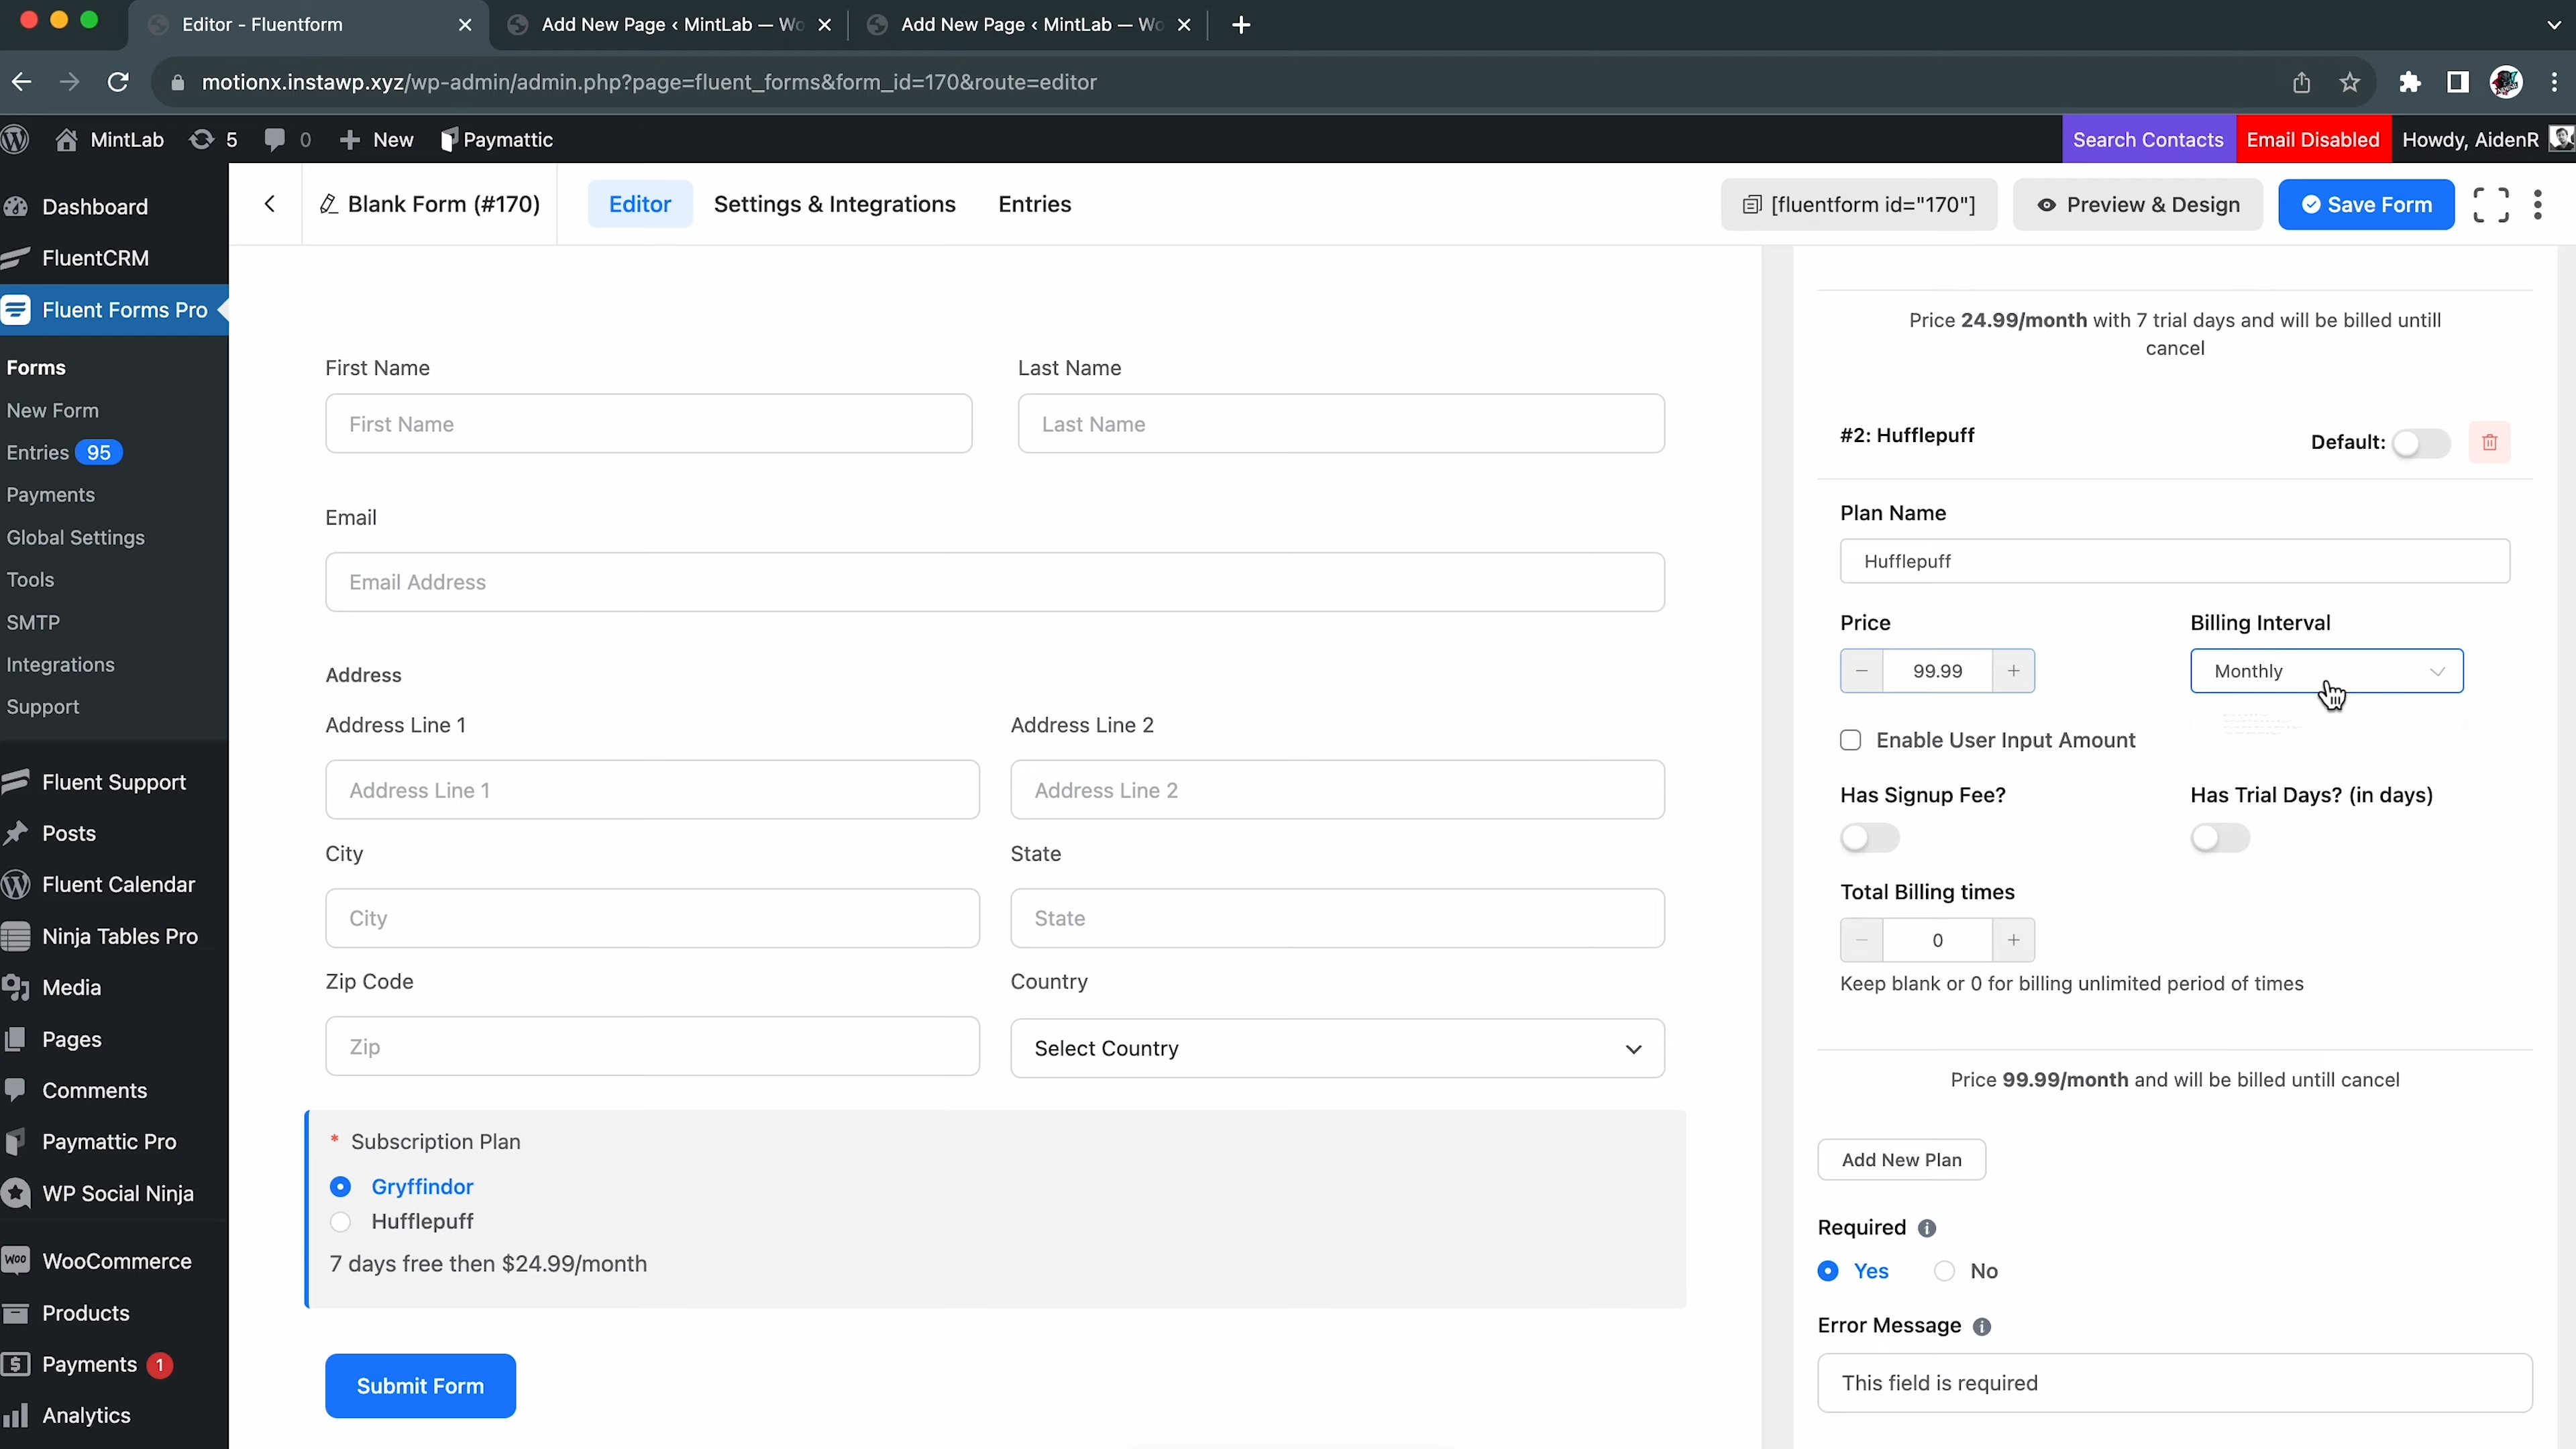 Editor - Fluentform
Add New Page ‹ MintLab — Wo
Add New Page ‹ MintLab — Wo
motionx.instawp.xyz/wp-admin/admin.php?page=fluent_forms&form_id=170&route=editor
MintLab
5
0
New
Paymattic
Search Contacts
Email Disabled
Howdy, AidenR
Dashboard
FluentCRM
Fluent Forms Pro
Forms
New Form
Entries 95
Payments
Global Settings
Tools
SMTP
Integrations
Support
Fluent Support
Posts
Fluent Calendar
Ninja Tables Pro
Media
Pages
Comments
Paymattic Pro
WP Social Ninja
WooCommerce
Products
Payments 1
Analytics
Blank Form (#170)
Editor
Settings & Integrations
Entries
[fluentform id="170"]
Preview & Design
Save Form
First Name
Last Name
First Name
Last Name
Email
Email Address
Address
Address Line 1
Address Line 2
Address Line 1
Address Line 2
City
State
City
State
Zip Code
Country
Zip
Select Country
* Subscription Plan
Gryffindor
Hufflepuff
7 days free then $24.99/month
Submit Form
Price 24.99/month with 7 trial days and will be billed untill
cancel
#2: Hufflepuff
Default:
Plan Name
Hufflepuff
Price
Billing Interval
− 99.99 +
Monthly
Enable User Input Amount
Has Signup Fee?
Has Trial Days? (in days)
Total Billing times
− 0 +
Keep blank or 0 for billing unlimited period of times
Price 99.99/month and will be billed untill cancel
Add New Plan
Required
Yes
No
Error Message
This field is required